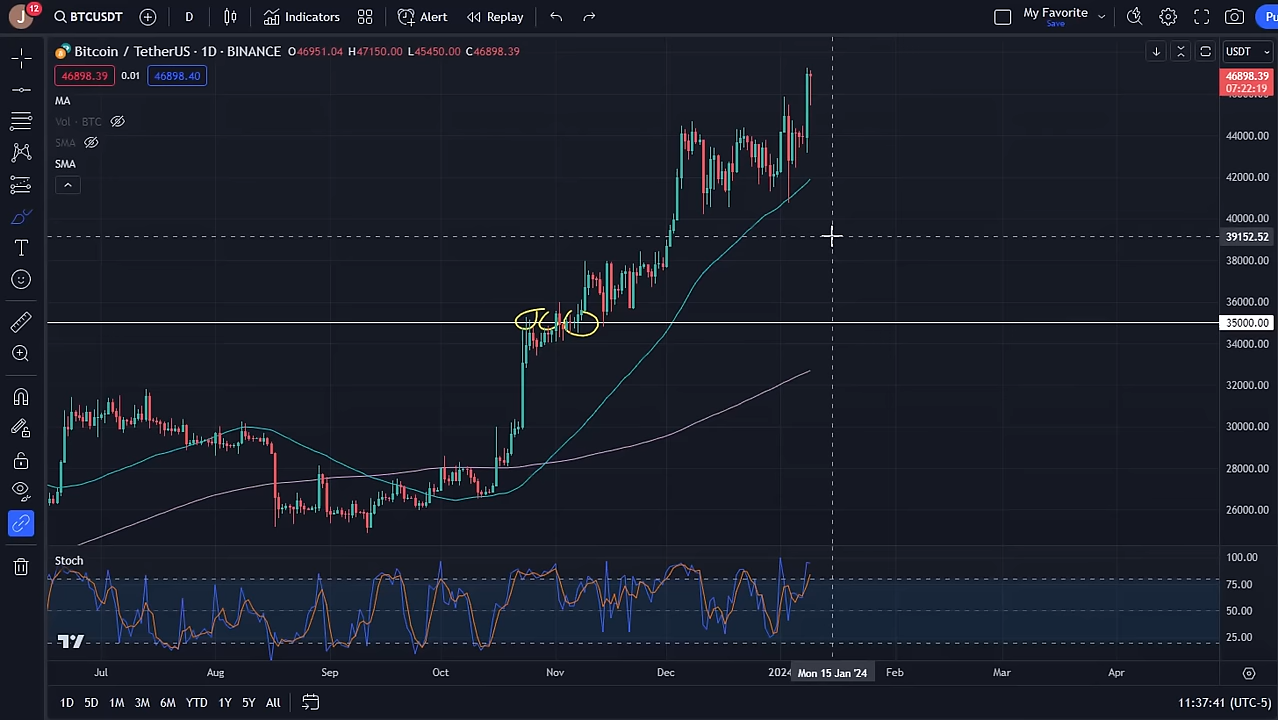 J 12 BTCUSDT D Indicators Alert Replay My Favorite Save Pu
Bitcoin / TetherUS · 1D · BINANCE O46951.04 H47150.00 L45450.00 C46898.39 USDT
46898.39 0.01 46898.40
46898.39
07:22:19
MA
Vol · BTC
SMA
SMA
44000.00
42000.00
40000.00
39152.52
38000.00
36000.00
35000.00
34000.00
32000.00
30000.00
28000.00
26000.00
Stoch
100.00
75.00
50.00
25.00
Jul Aug Sep Oct Nov Dec 2024 Mon 15 Jan '24 Feb Mar Apr
1D 5D 1M 3M 6M YTD 1Y 5Y All 11:37:41 (UTC-5)